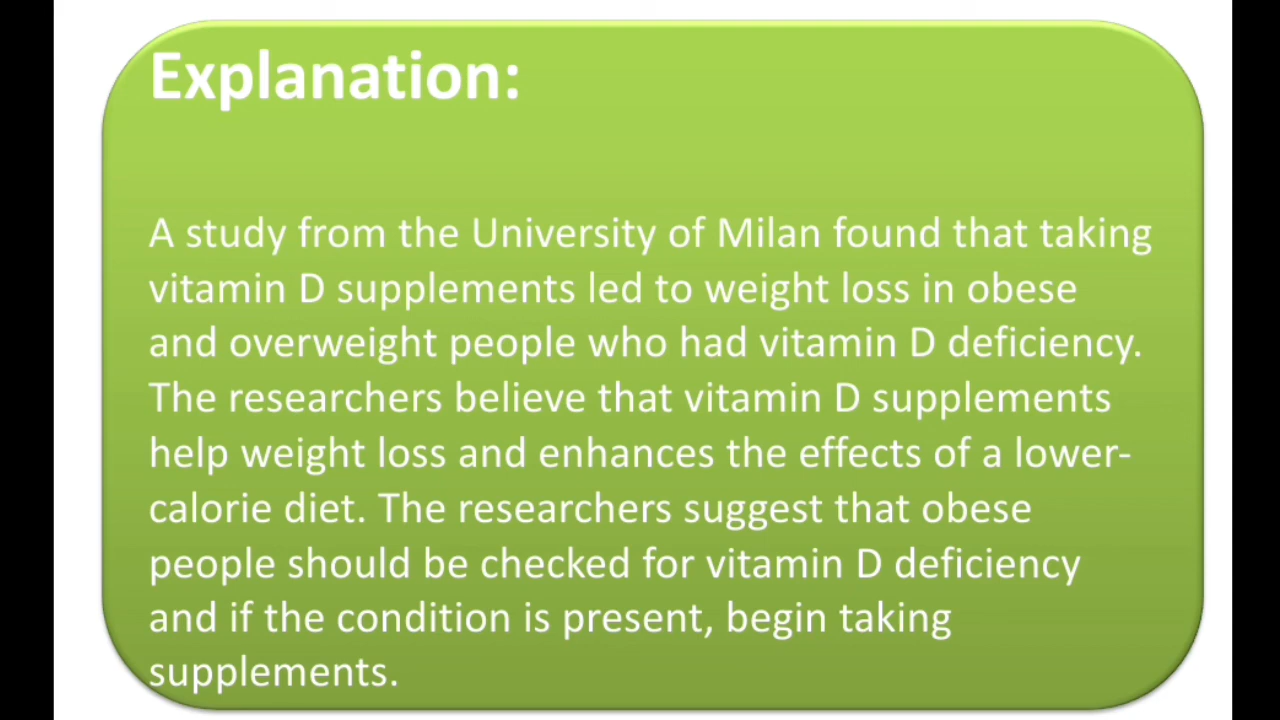 Explanation:
A study from the University of Milan found that taking
vitamin D supplements led to weight loss in obese
and overweight people who had vitamin D deficiency.
The researchers believe that vitamin D supplements
help weight loss and enhances the effects of a lower-
calorie diet. The researchers suggest that obese
people should be checked for vitamin D deficiency
and if the condition is present, begin taking
supplements.